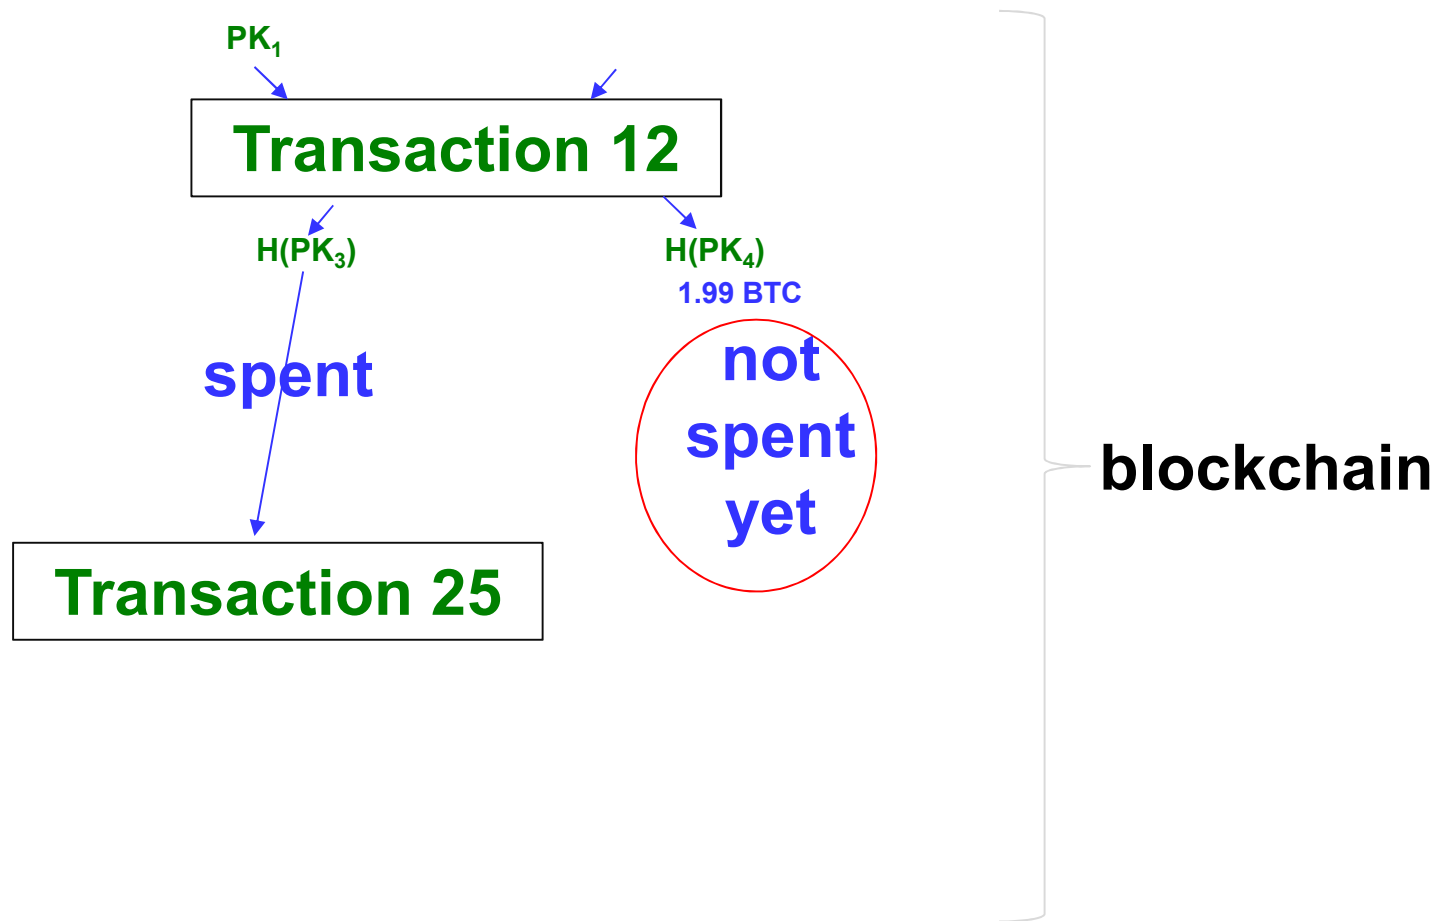 PK₁
Transaction 12
H(PK₃)
H(PK₄)
1.99 BTC
spent
not
spent
yet
blockchain
Transaction 25